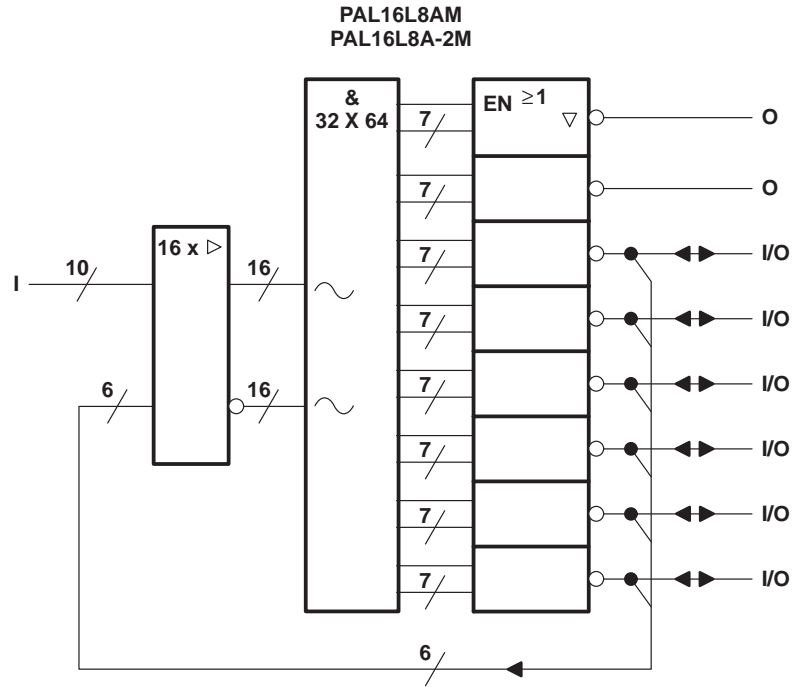 PAL16L8AM
PAL16L8A-2M
&
32 X 64
EN ≥1
▽
7
O
7
O
16 x ▷
7
I/O
I
10
16
7
I/O
6
16
7
I/O
7
I/O
7
I/O
7
I/O
6